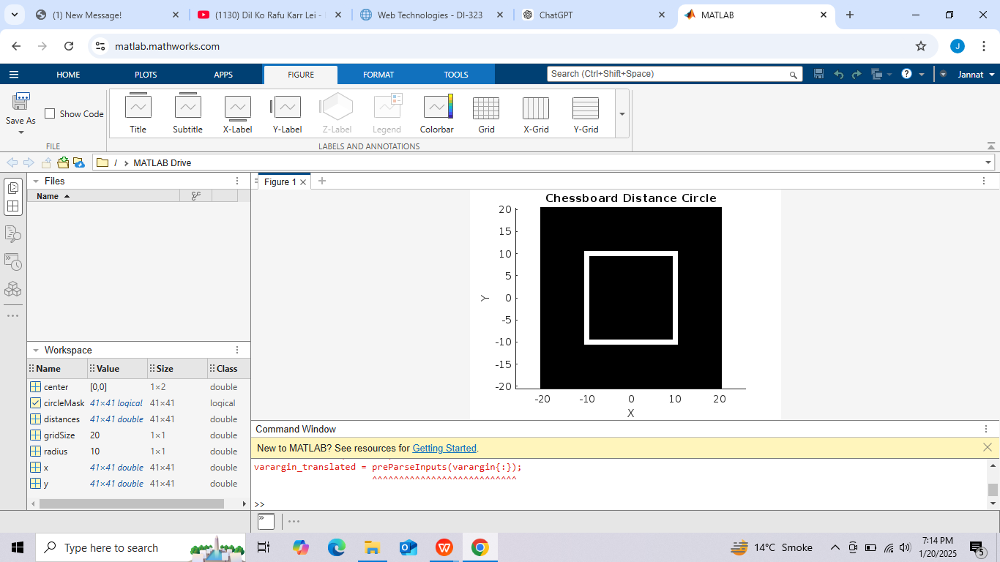 (1) New Message!
(1130) Dil Ko Rafu Karr Lei -
Web Technologies - DI-323
ChatGPT
MATLAB
matlab.mathworks.com
J
HOME PLOTS APPS FIGURE FORMAT TOOLS
Search (Ctrl+Shift+Space)
Jannat
Save As
Show Code
Title Subtitle X-Label Y-Label Z-Label Legend Colorbar Grid X-Grid Y-Grid
FILE LABELS AND ANNOTATIONS
/ MATLAB Drive
Files
Name
Figure 1
Chessboard Distance Circle
20
15
10
5
0
-5
-10
-15
-20
Y
-20 -10 0 10 20
X
Workspace
Name Value Size Class
center [0,0] 1×2 double
circleMask 41×41 logical 41×41 logical
distances 41×41 double 41×41 double
gridSize 20 1×1 double
radius 10 1×1 double
x 41×41 double 41×41 double
y 41×41 double 41×41 double
Command Window
New to MATLAB? See resources for Getting Started.
varargin_translated = preParseInputs(varargin{:});
^^^^^^^^^^^^^^^^^^^^^^^^^^^
>>
Type here to search
14°C Smoke
7:14 PM
1/20/2025
5